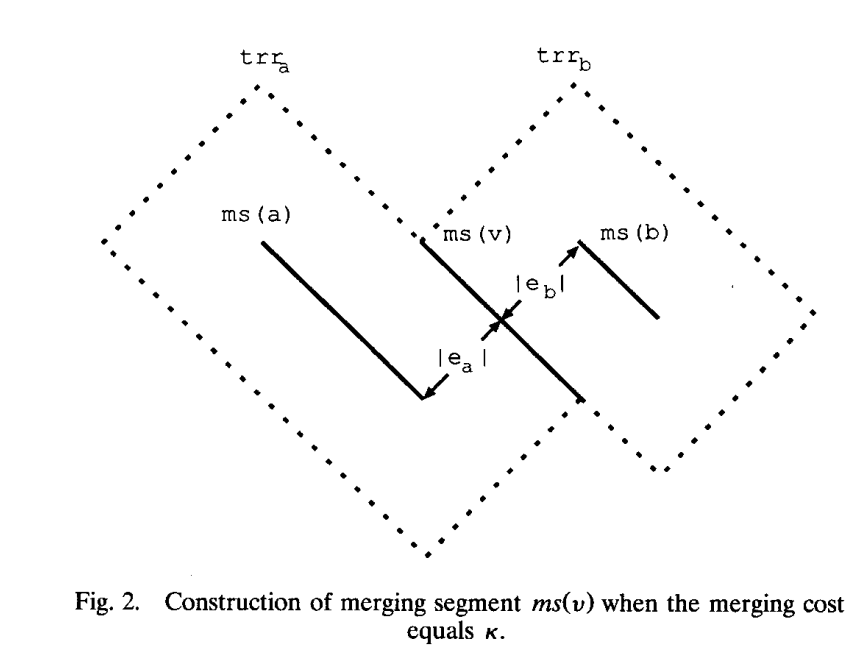 trr_a
trr_b
ms (a)
ms (v)
ms (b)
|e_b|
|e_a|
Fig. 2. Construction of merging segment ms(v) when the merging cost
equals κ.